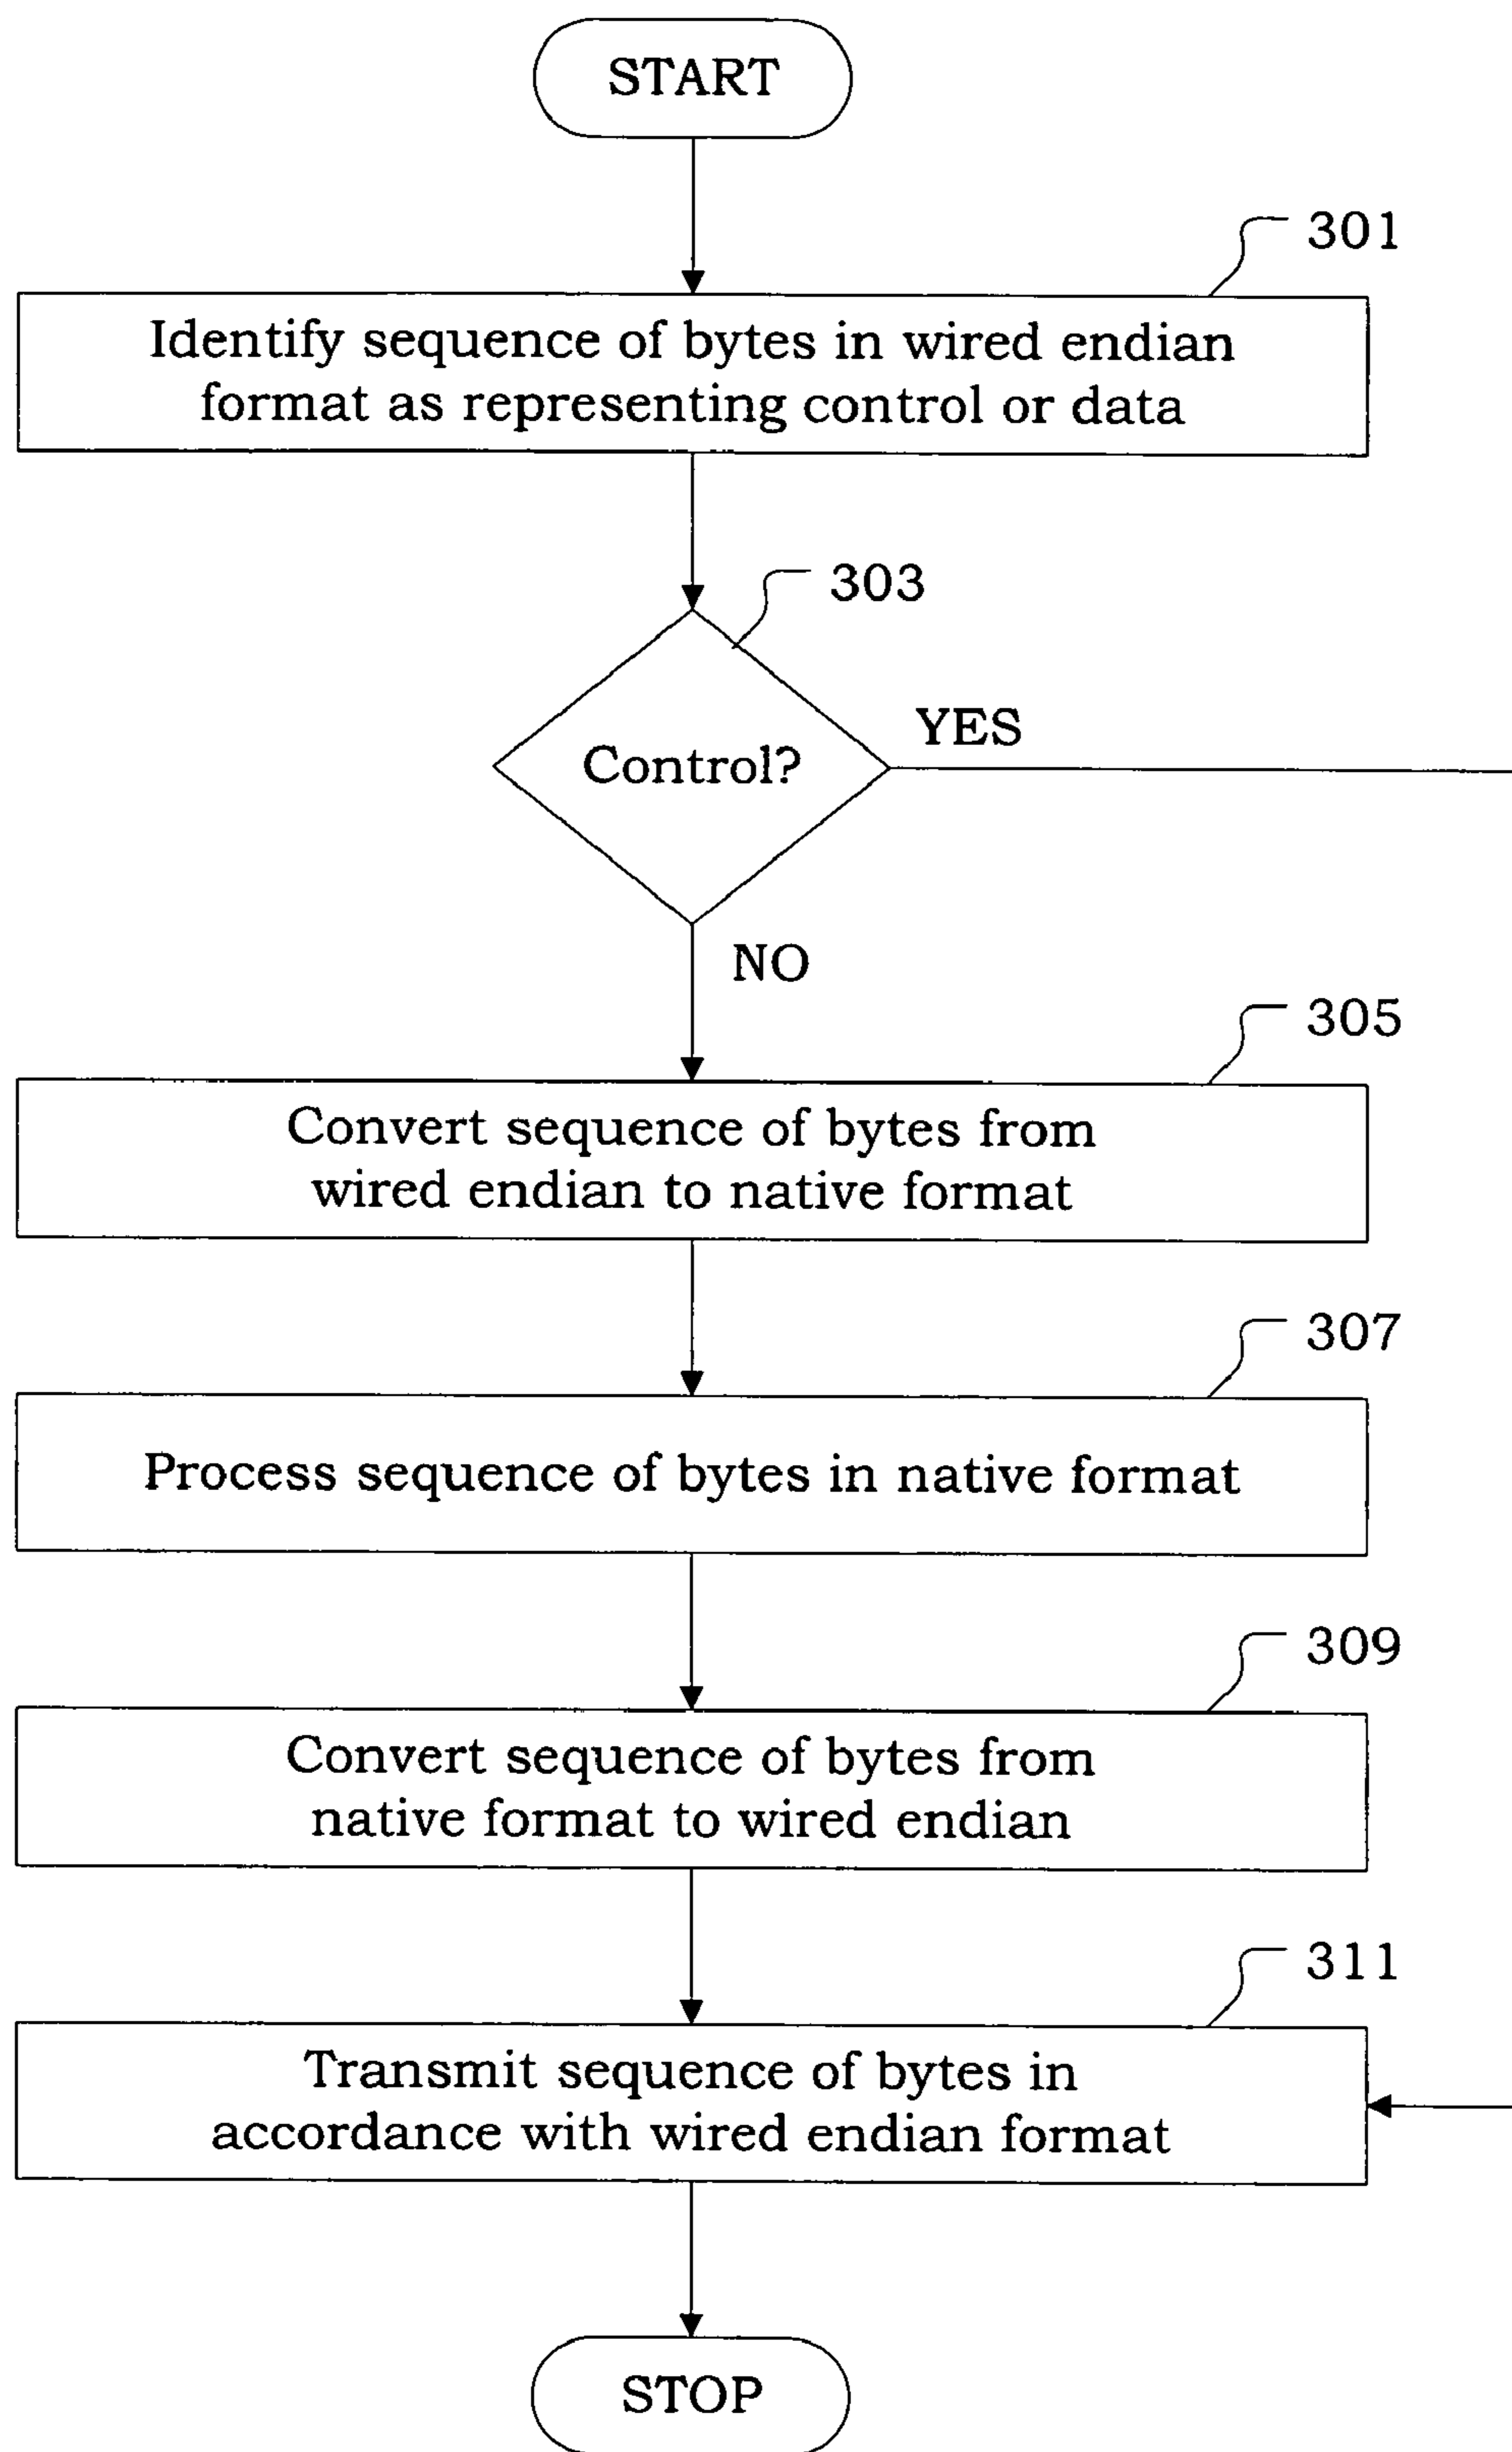 START
301
Identify sequence of bytes in wired endian
format as representing control or data
303
Control?
YES
NO
305
Convert sequence of bytes from
wired endian to native format
307
Process sequence of bytes in native format
309
Convert sequence of bytes from
native format to wired endian
311
Transmit sequence of bytes in
accordance with wired endian format
STOP